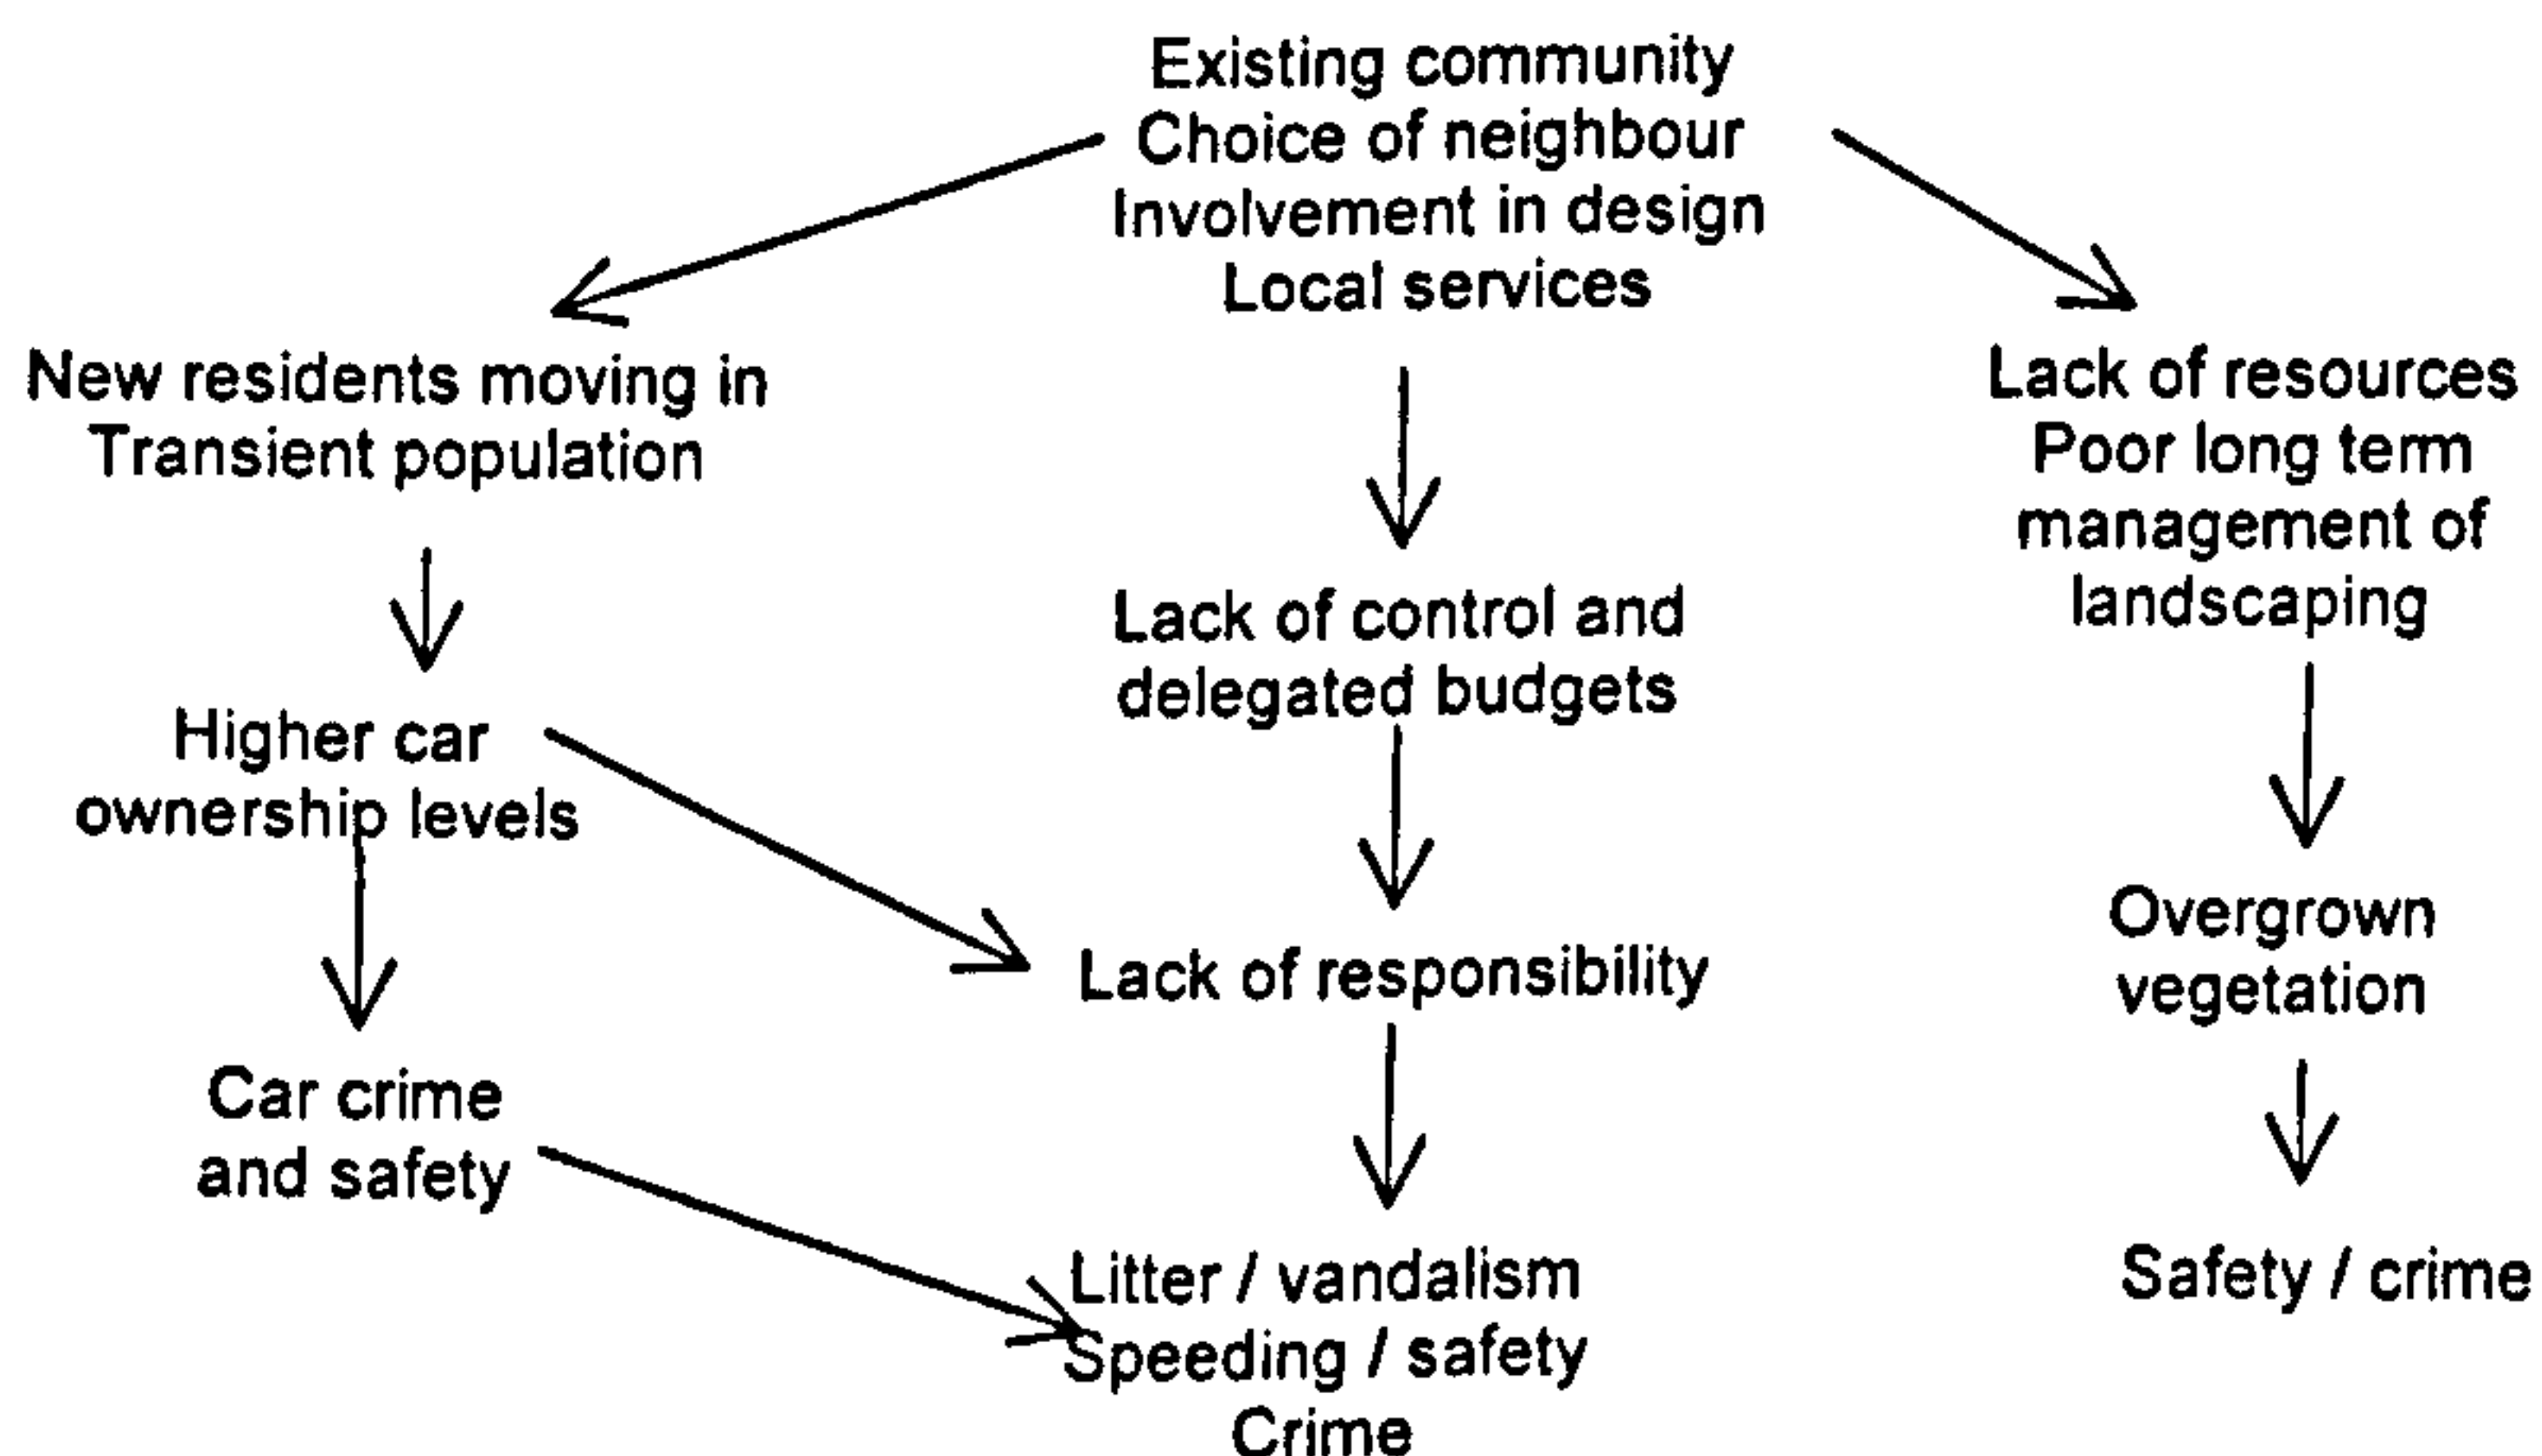 Existing community
Choice of neighbour
Involvement in design
Local services
New residents moving in
Transient population
Lack of resources
Poor long term
management of
landscaping
Lack of control and
delegated budgets
Higher car
ownership levels
Lack of responsibility
Overgrown
vegetation
Car crime
and safety
Litter / vandalism
Speeding / safety
Crime
Safety / crime